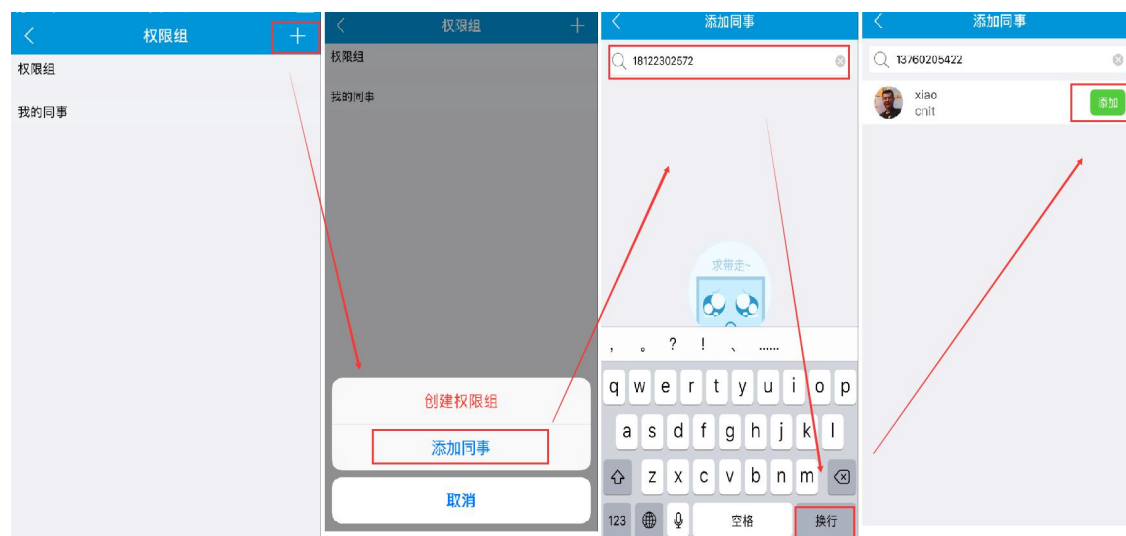 权限组
权限组
我的同事
权限组
权限组
我的同事
创建权限组
添加同事
取消
添加同事
18122302572
求带走~
, 。 ? ! 、 ......
q w e r t y u i o p
a s d f g h j k l
z x c v b n m
123 空格 换行
添加同事
13760205422
xiao
cnit
添加